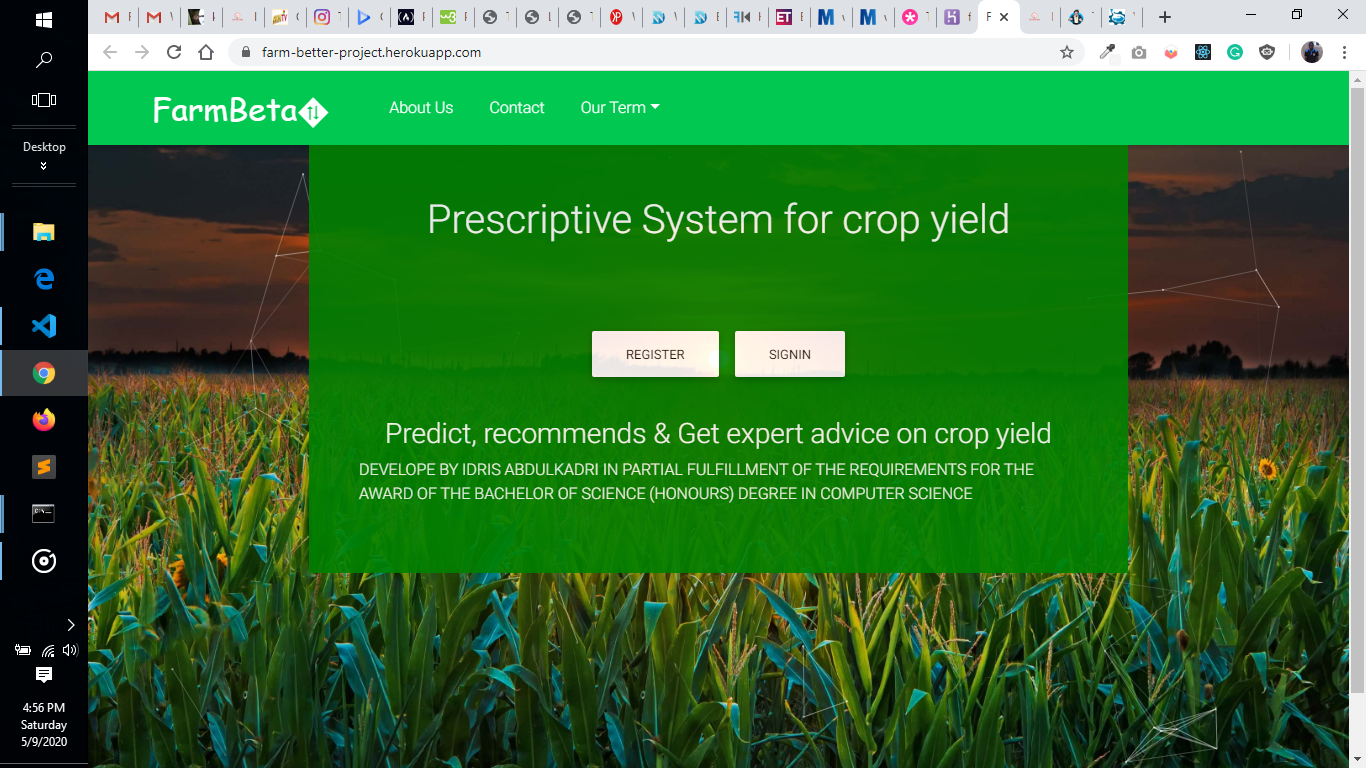 farm-better-project.herokuapp.com
FarmBeta
About Us
Contact
Our Term
Prescriptive System for crop yield
REGISTER
SIGNIN
Predict, recommends & Get expert advice on crop yield
DEVELOPE BY IDRIS ABDULKADRI IN PARTIAL FULFILLMENT OF THE REQUIREMENTS FOR THE
AWARD OF THE BACHELOR OF SCIENCE (HONOURS) DEGREE IN COMPUTER SCIENCE
Desktop
4:56 PM
Saturday
5/9/2020